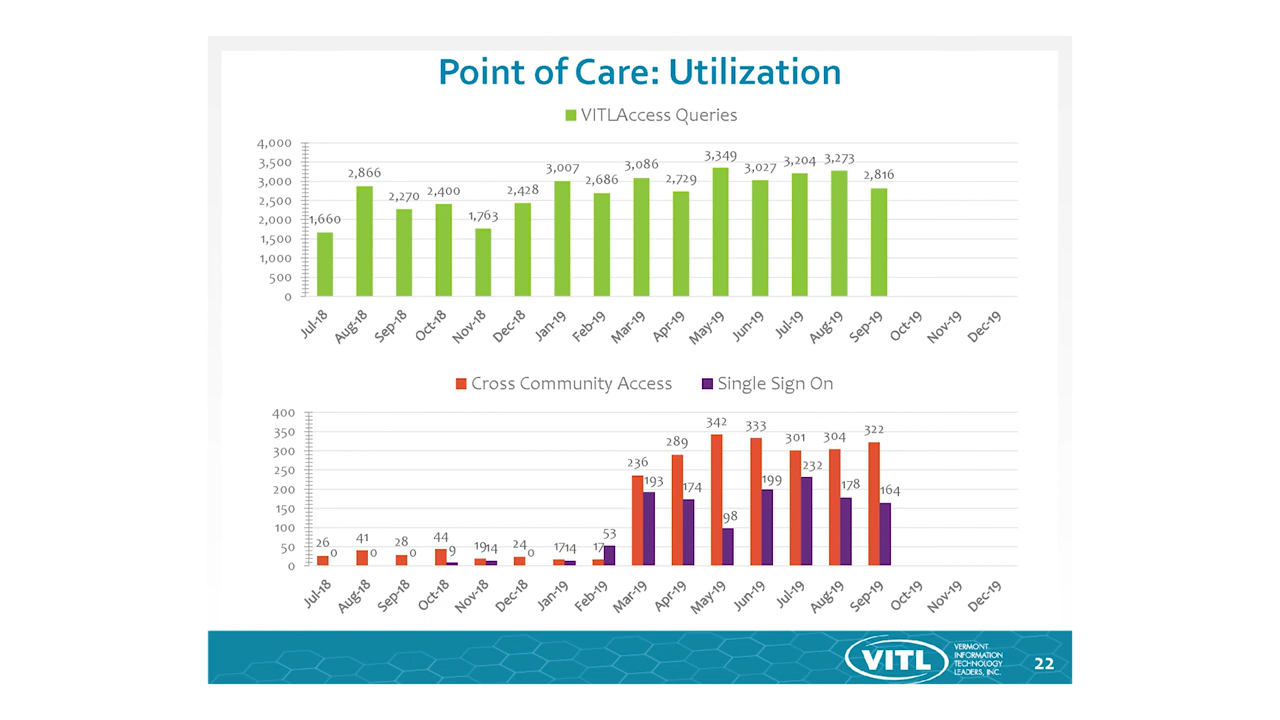 Point of Care: Utilization
VITLAccess Queries
4,000
3,500
3,000
2,500
2,000
1,500
1,000
500
0
1,660
2,866
2,270
2,400
1,763
2,428
3,007
2,686
3,086
2,729
3,349
3,027
3,204
3,273
2,816
Jul-18
Aug-18
Sep-18
Oct-18
Nov-18
Dec-18
Jan-19
Feb-19
Mar-19
Apr-19
May-19
Jun-19
Jul-19
Aug-19
Sep-19
Oct-19
Nov-19
Dec-19
Cross Community Access
Single Sign On
400
350
300
250
200
150
100
50
0
26
0
41
0
28
0
44
9
19
14
24
0
17
14
17
53
236
193
289
174
342
98
333
199
301
232
304
178
322
164
Jul-18
Aug-18
Sep-18
Oct-18
Nov-18
Dec-18
Jan-19
Feb-19
Mar-19
Apr-19
May-19
Jun-19
Jul-19
Aug-19
Sep-19
Oct-19
Nov-19
Dec-19
VITL
VERMONT
INFORMATION
TECHNOLOGY
LEADERS, INC.
22